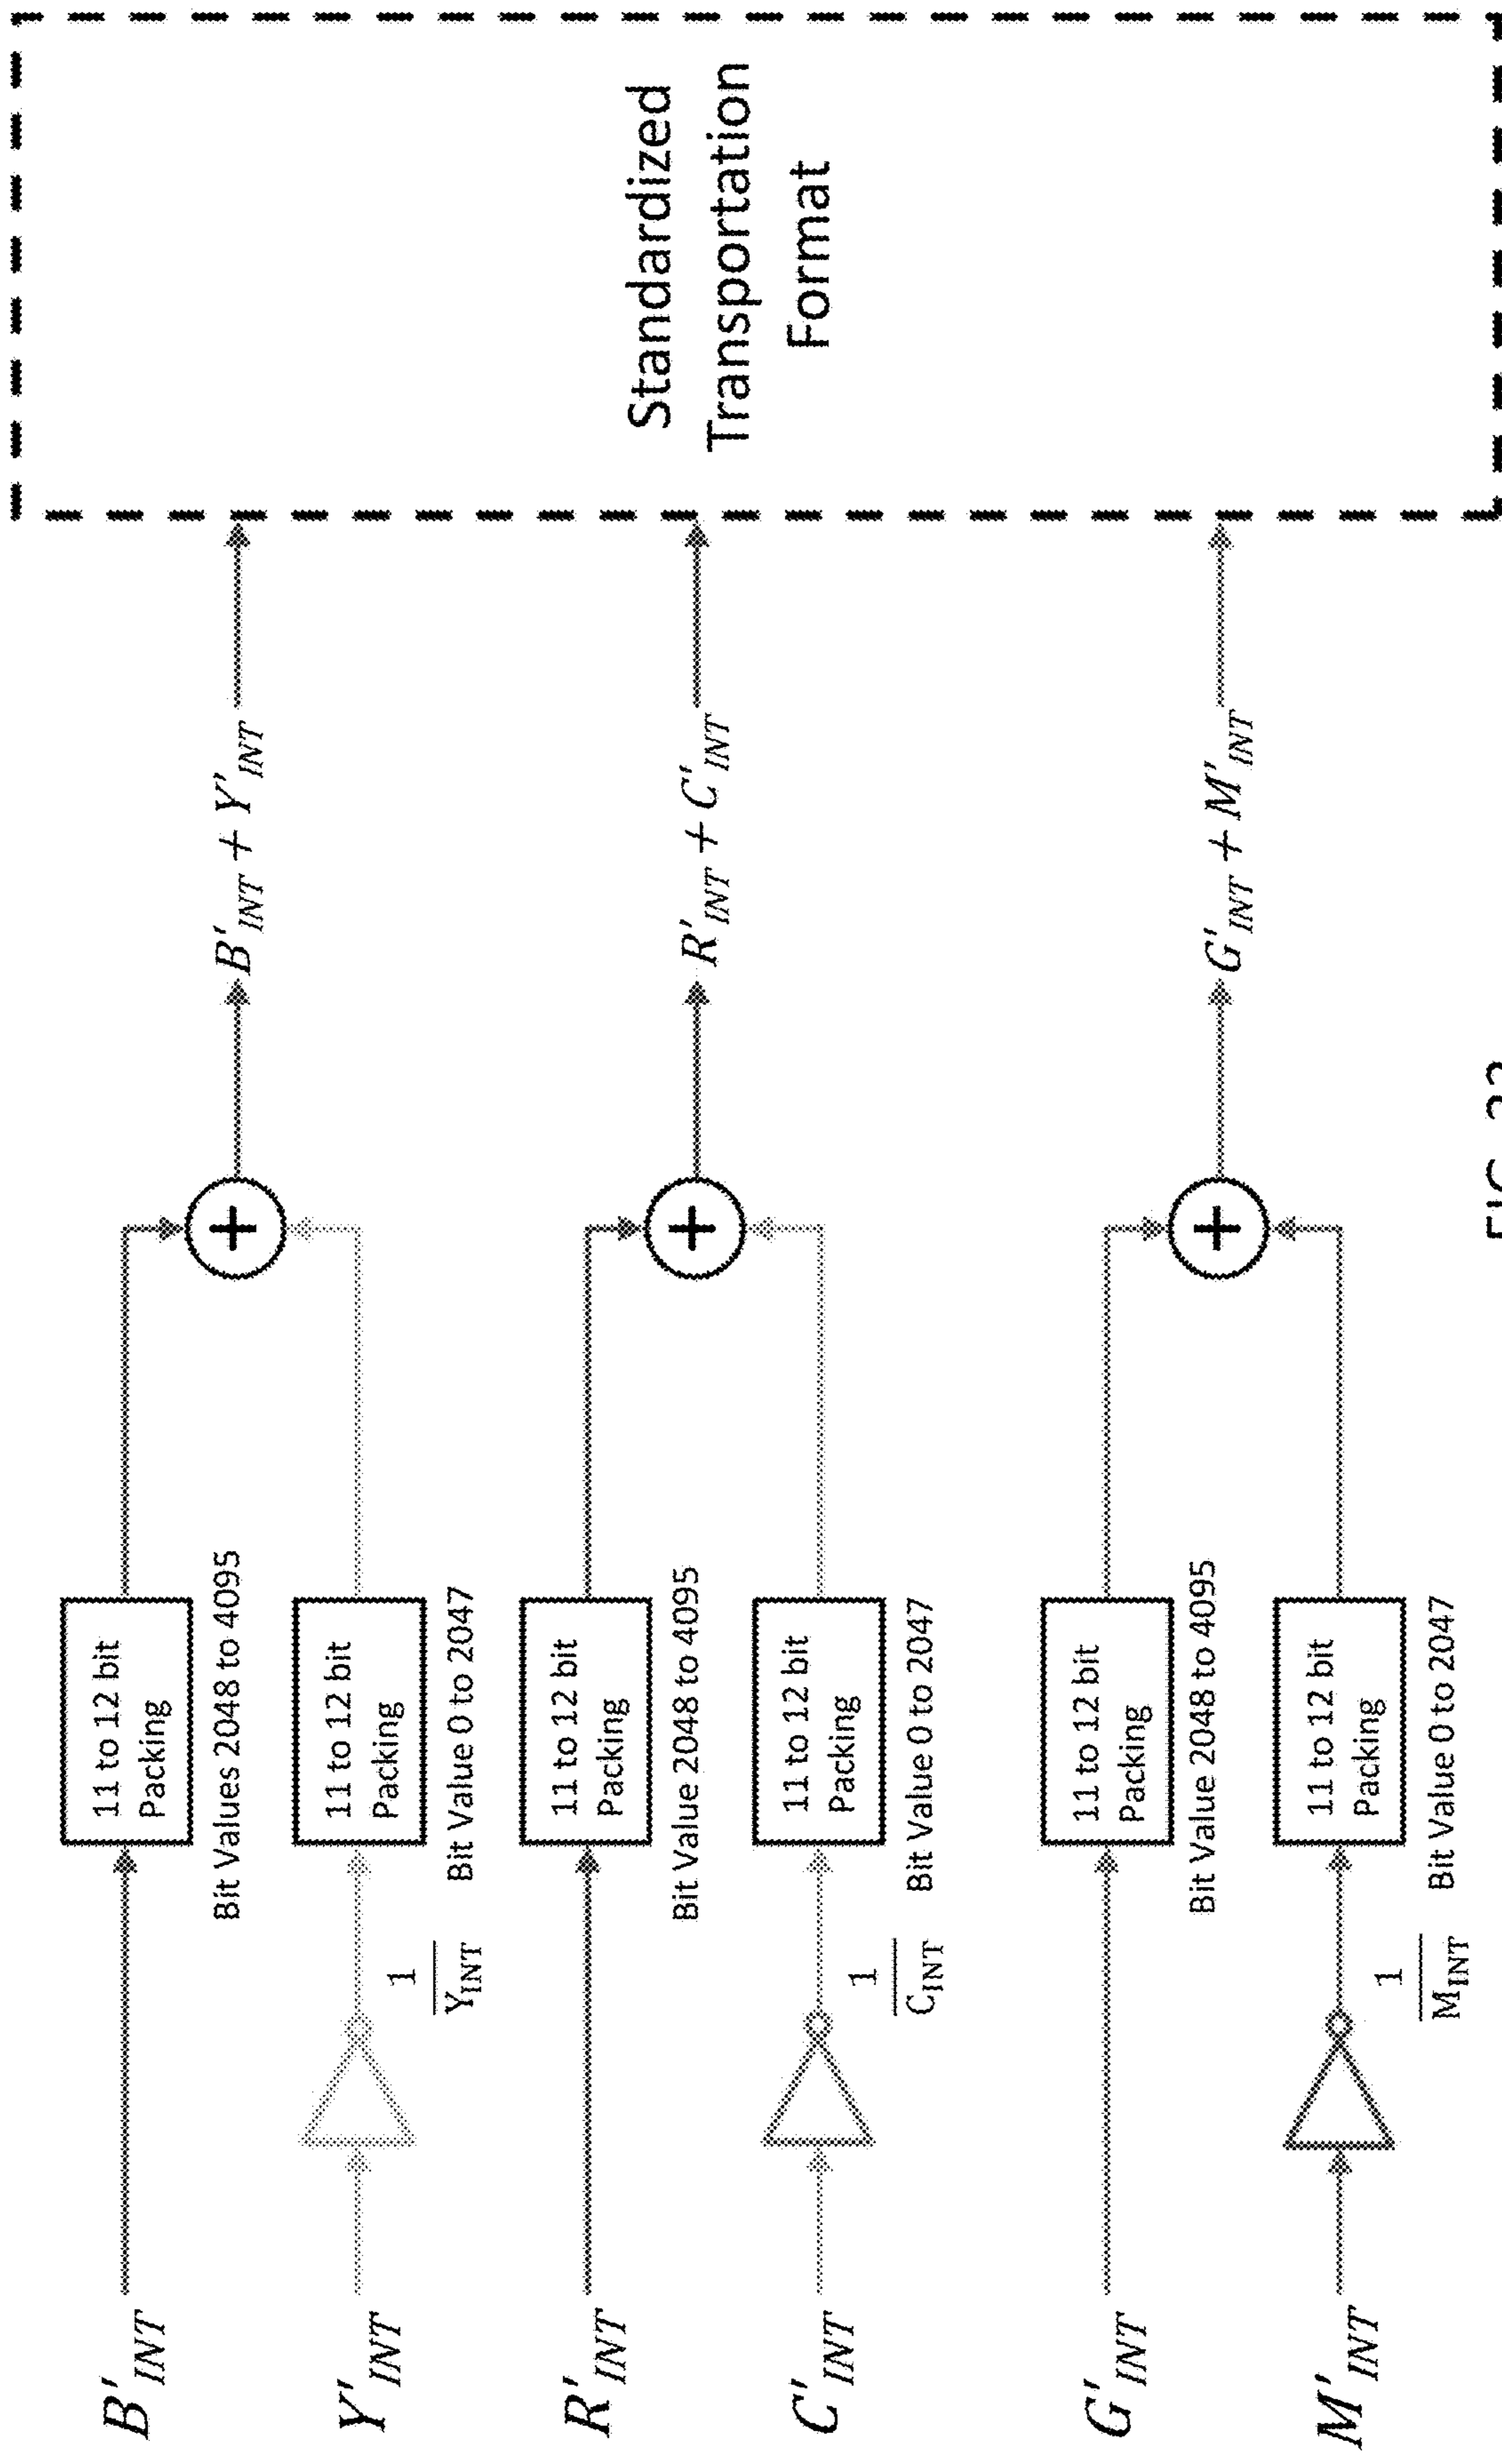 B'INT
11 to 12 bit
Packing
Bit Values 2048 to 4095
+
B'INT + Y'INT
Y'INT
1
YINT
11 to 12 bit
Packing
Bit Value 0 to 2047
R'INT
11 to 12 bit
Packing
Bit Value 2048 to 4095
+
R'INT + C'INT
C'INT
1
CINT
11 to 12 bit
Packing
Bit Value 0 to 2047
G'INT
11 to 12 bit
Packing
Bit Value 2048 to 4095
+
G'INT + M'INT
M'INT
1
MINT
11 to 12 bit
Packing
Bit Value 0 to 2047
Standardized
Transportation
Format
FIG.